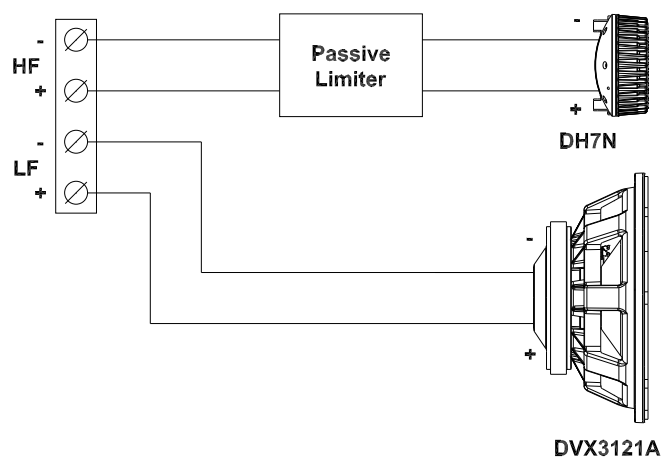 -
HF
+
-
LF
+
Passive
Limiter
-
+
DH7N
-
+
DVX3121A